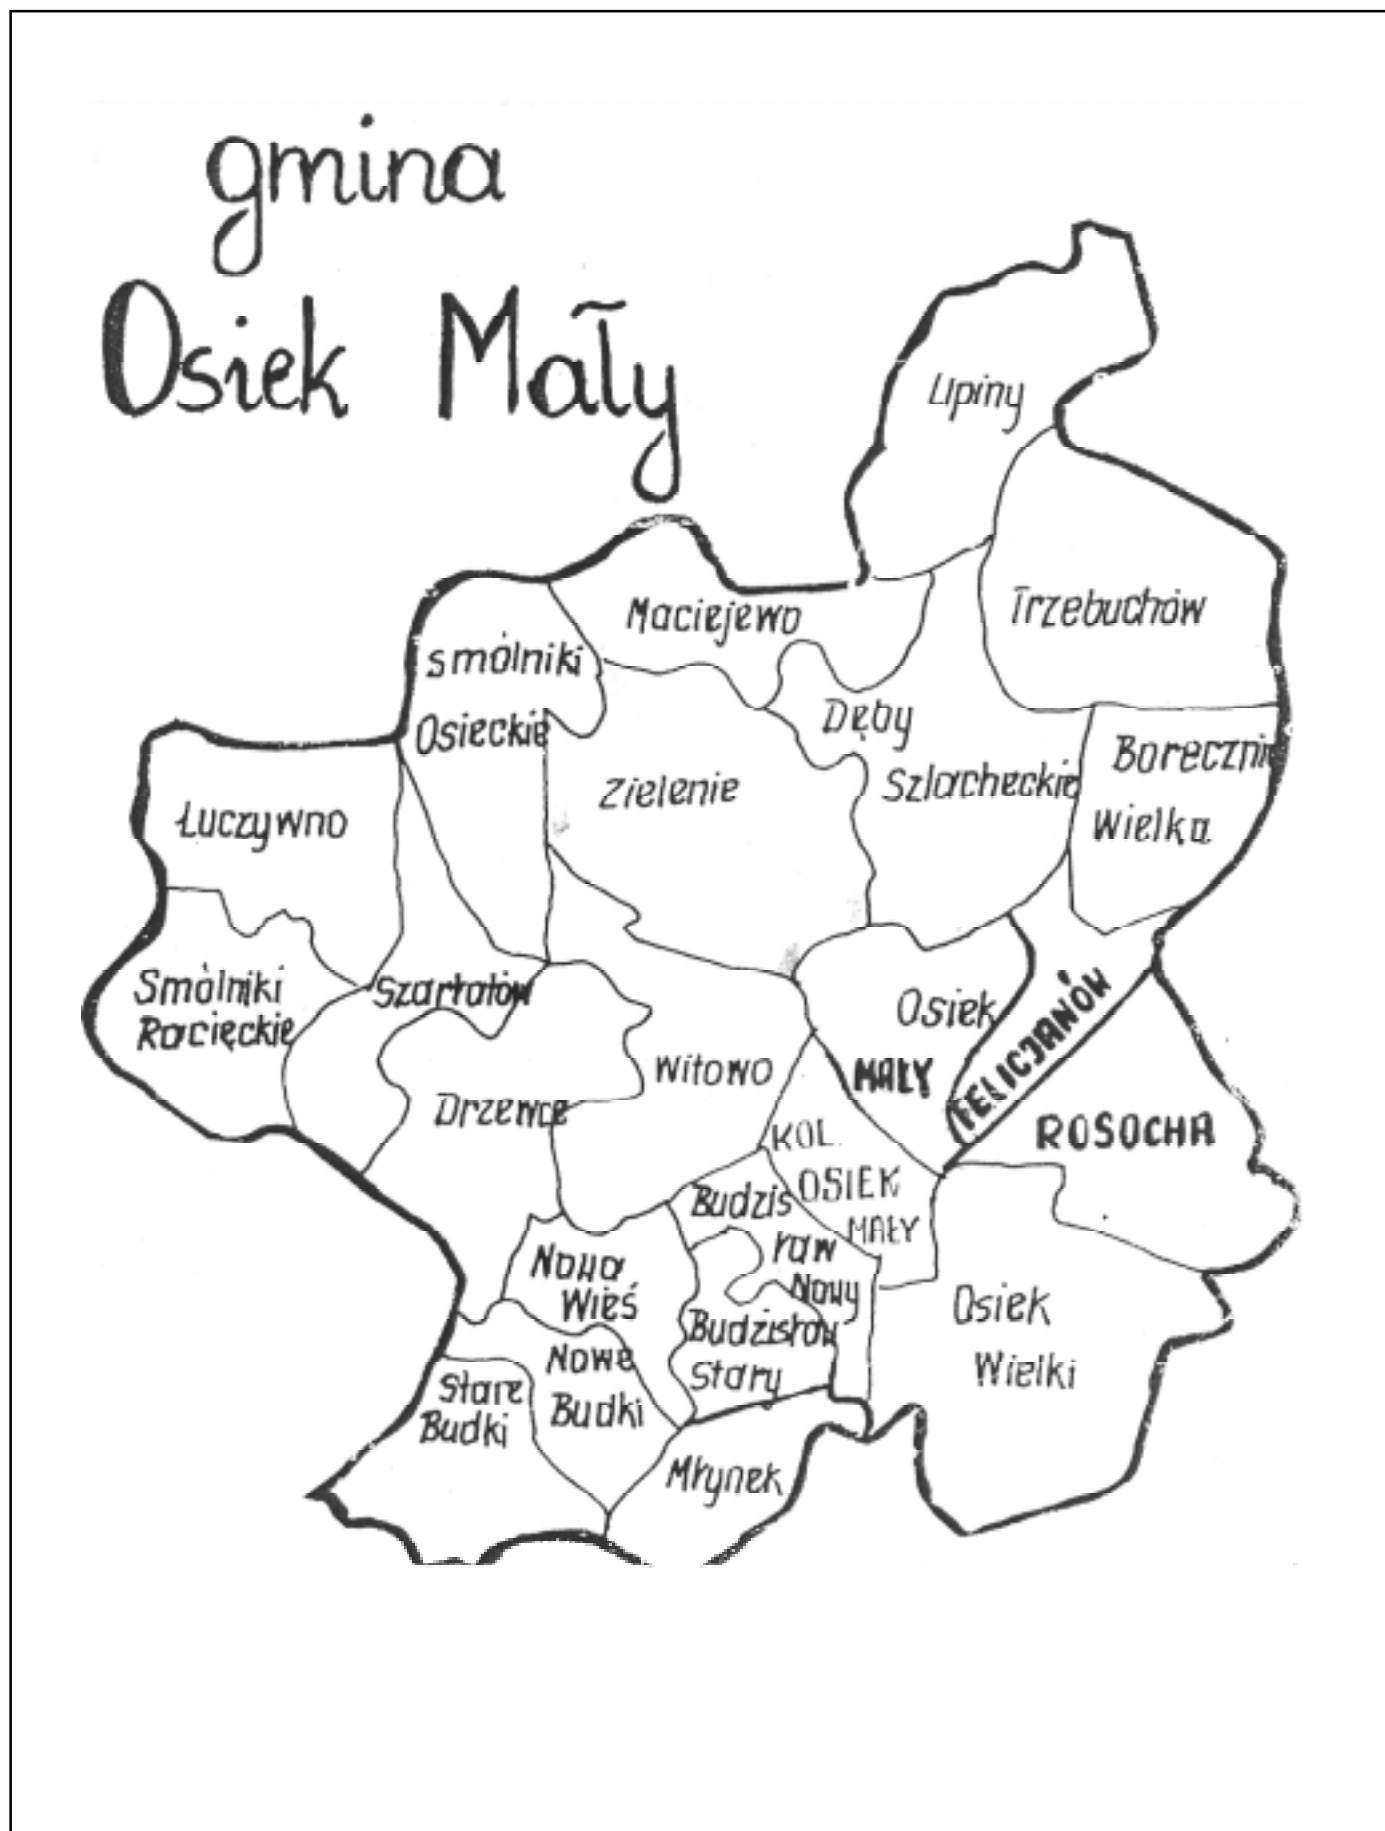 gmina
Osiek Mały
Lipiny
Maciejewo
Trzebuchów
Smólniki
Osieckie
Dęby
Szlacheckie
Boreczni
Wielka
Zielenie
Łuczywno
Smólniki
Racięckie
Szarłatów
Osiek
MAŁY
FELICJANÓW
Witowo
Drzewce
ROSOCHA
KOL.
OSIEK
MAŁY
Budzis
ław
Nowy
Nowa
Wieś
Budzisław
Stary
Osiek
Wielki
Nowe
Budki
Stare
Budki
Młynek